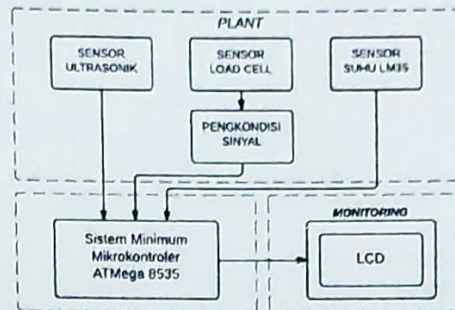 PLANT
SENSOR
ULTRASONIK
SENSOR
LOAD CELL
SENSOR
SUHU LM35
PENGKONDISI
SINYAL
Sistem Minimum
Mikrokontroler
ATMega 8535
MONITORING
LCD